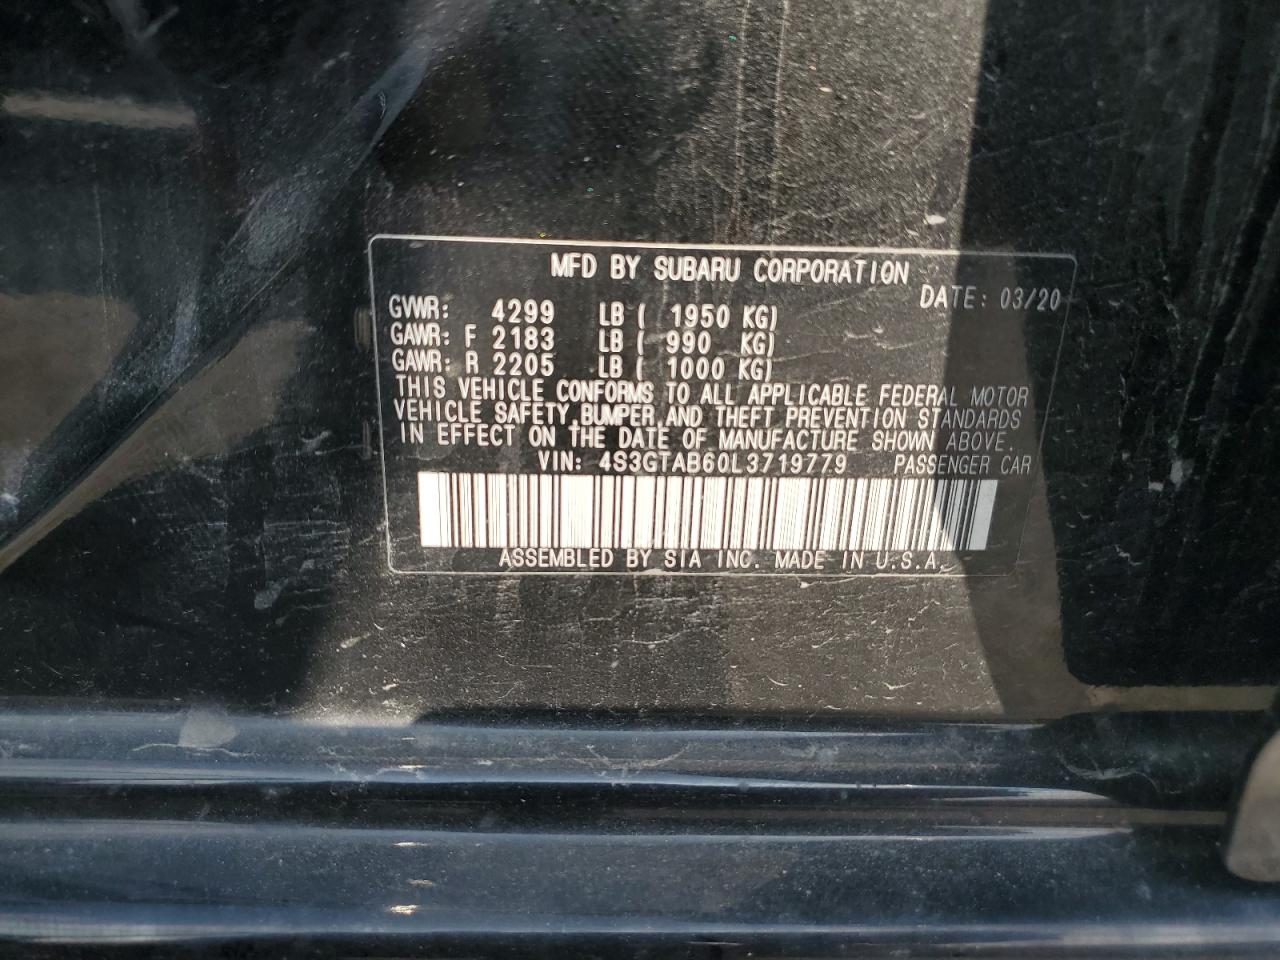 MFD BY SUBARU CORPORATION
DATE: 03/20
GVWR: 4299 LB ( 1950 KG)
GAWR: F 2183 LB ( 990 KG)
GAWR: R 2205 LB ( 1000 KG)
THIS VEHICLE CONFORMS TO ALL APPLICABLE FEDERAL MOTOR
VEHICLE SAFETY,BUMPER,AND THEFT PREVENTION STANDARDS
IN EFFECT ON THE DATE OF MANUFACTURE SHOWN ABOVE.
VIN: 4S3GTAB60L3719779 PASSENGER CAR
ASSEMBLED BY SIA INC. MADE IN U.S.A.